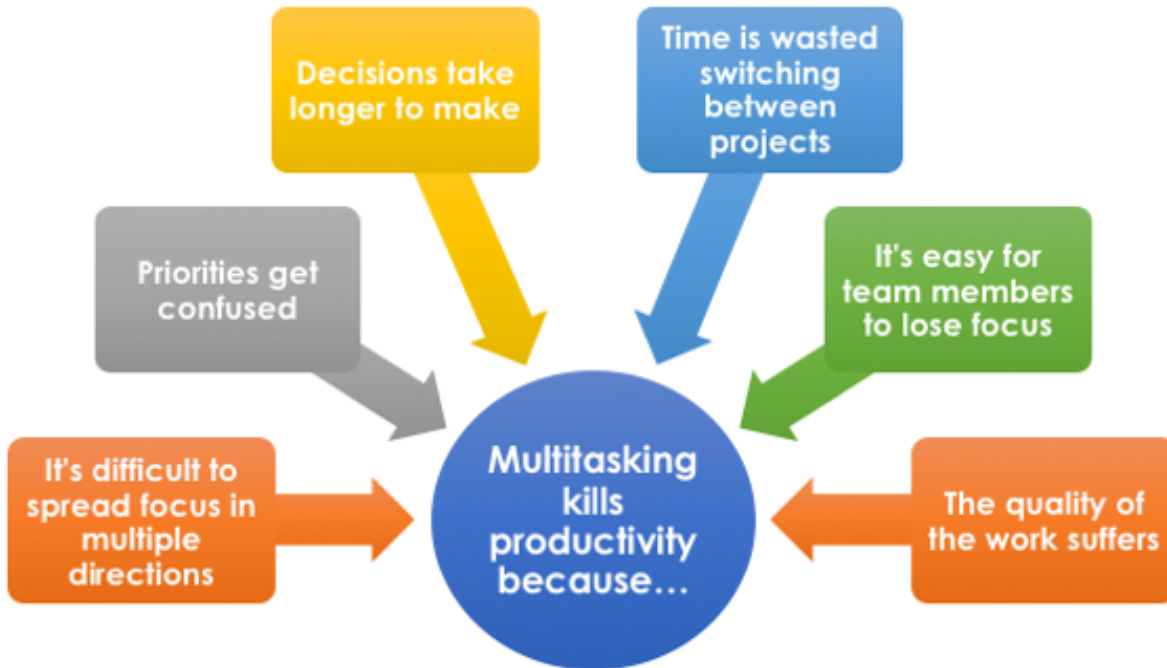 Decisions take
longer to make
Time is wasted
switching
between
projects
Priorities get
confused
It's easy for
team members
to lose focus
It's difficult to
spread focus in
multiple
directions
Multitasking
kills
productivity
because...
The quality of
the work suffers